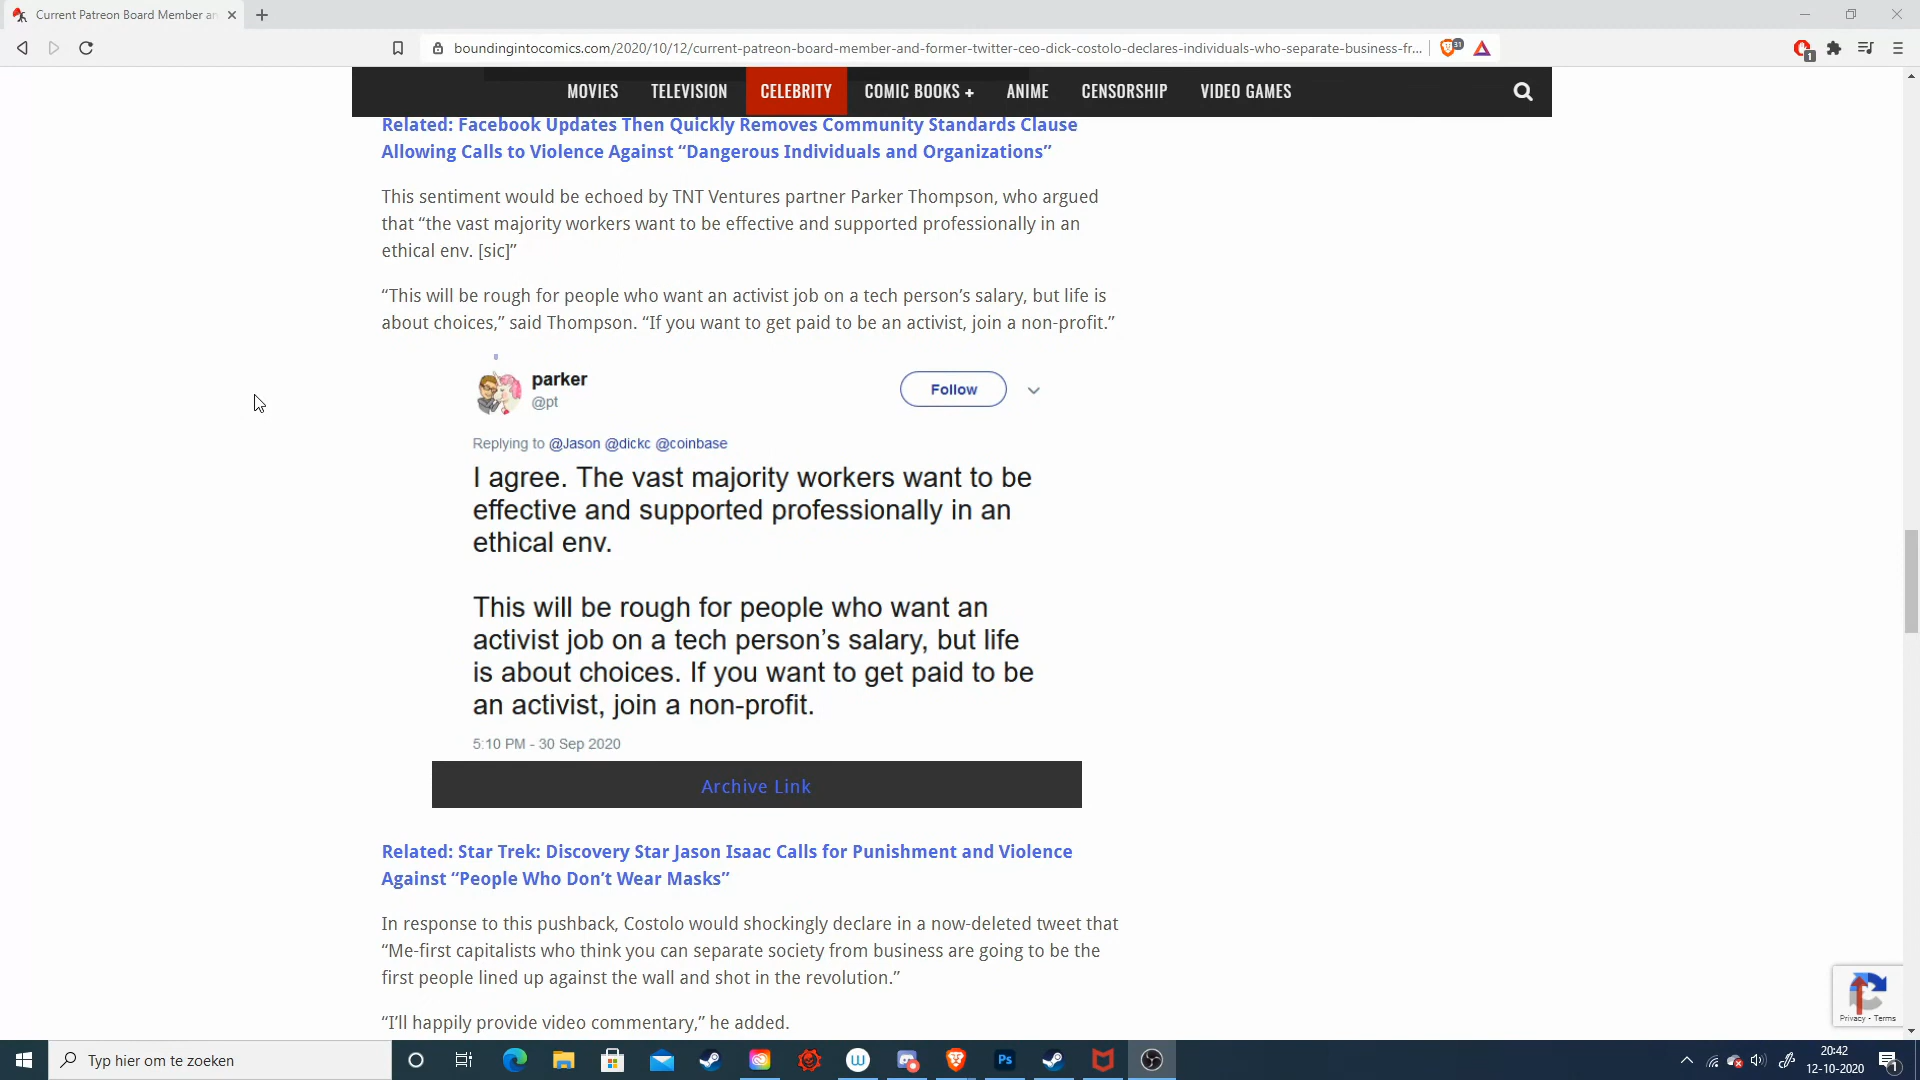 Current Patreon Board Member an
boundingintocomics.com/2020/10/12/current-patreon-board-member-and-former-twitter-ceo-dick-costolo-declares-individuals-who-separate-business-fr...
31
1
MOVIES TELEVISION CELEBRITY COMIC BOOKS + ANIME CENSORSHIP VIDEO GAMES
Related: Facebook Updates Then Quickly Removes Community Standards Clause
Allowing Calls to Violence Against “Dangerous Individuals and Organizations”
This sentiment would be echoed by TNT Ventures partner Parker Thompson, who argued
that “the vast majority workers want to be effective and supported professionally in an
ethical env. [sic]”
“This will be rough for people who want an activist job on a tech person’s salary, but life is
about choices,” said Thompson. “If you want to get paid to be an activist, join a non-profit.”
parker
@pt
Follow
Replying to @Jason @dickc @coinbase
I agree. The vast majority workers want to be
effective and supported professionally in an
ethical env.
This will be rough for people who want an
activist job on a tech person’s salary, but life
is about choices. If you want to get paid to be
an activist, join a non-profit.
5:10 PM - 30 Sep 2020
Archive Link
Related: Star Trek: Discovery Star Jason Isaac Calls for Punishment and Violence
Against “People Who Don’t Wear Masks”
In response to this pushback, Costolo would shockingly declare in a now-deleted tweet that
“Me-first capitalists who think you can separate society from business are going to be the
first people lined up against the wall and shot in the revolution.”
“I’ll happily provide video commentary,” he added.
Privacy - Terms
Typ hier om te zoeken
W
Ps
20:42
12-10-2020
1